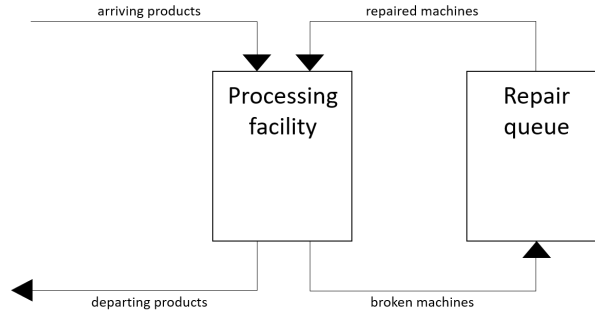 arriving products
repaired machines
Processing
facility
Repair
queue
departing products
broken machines